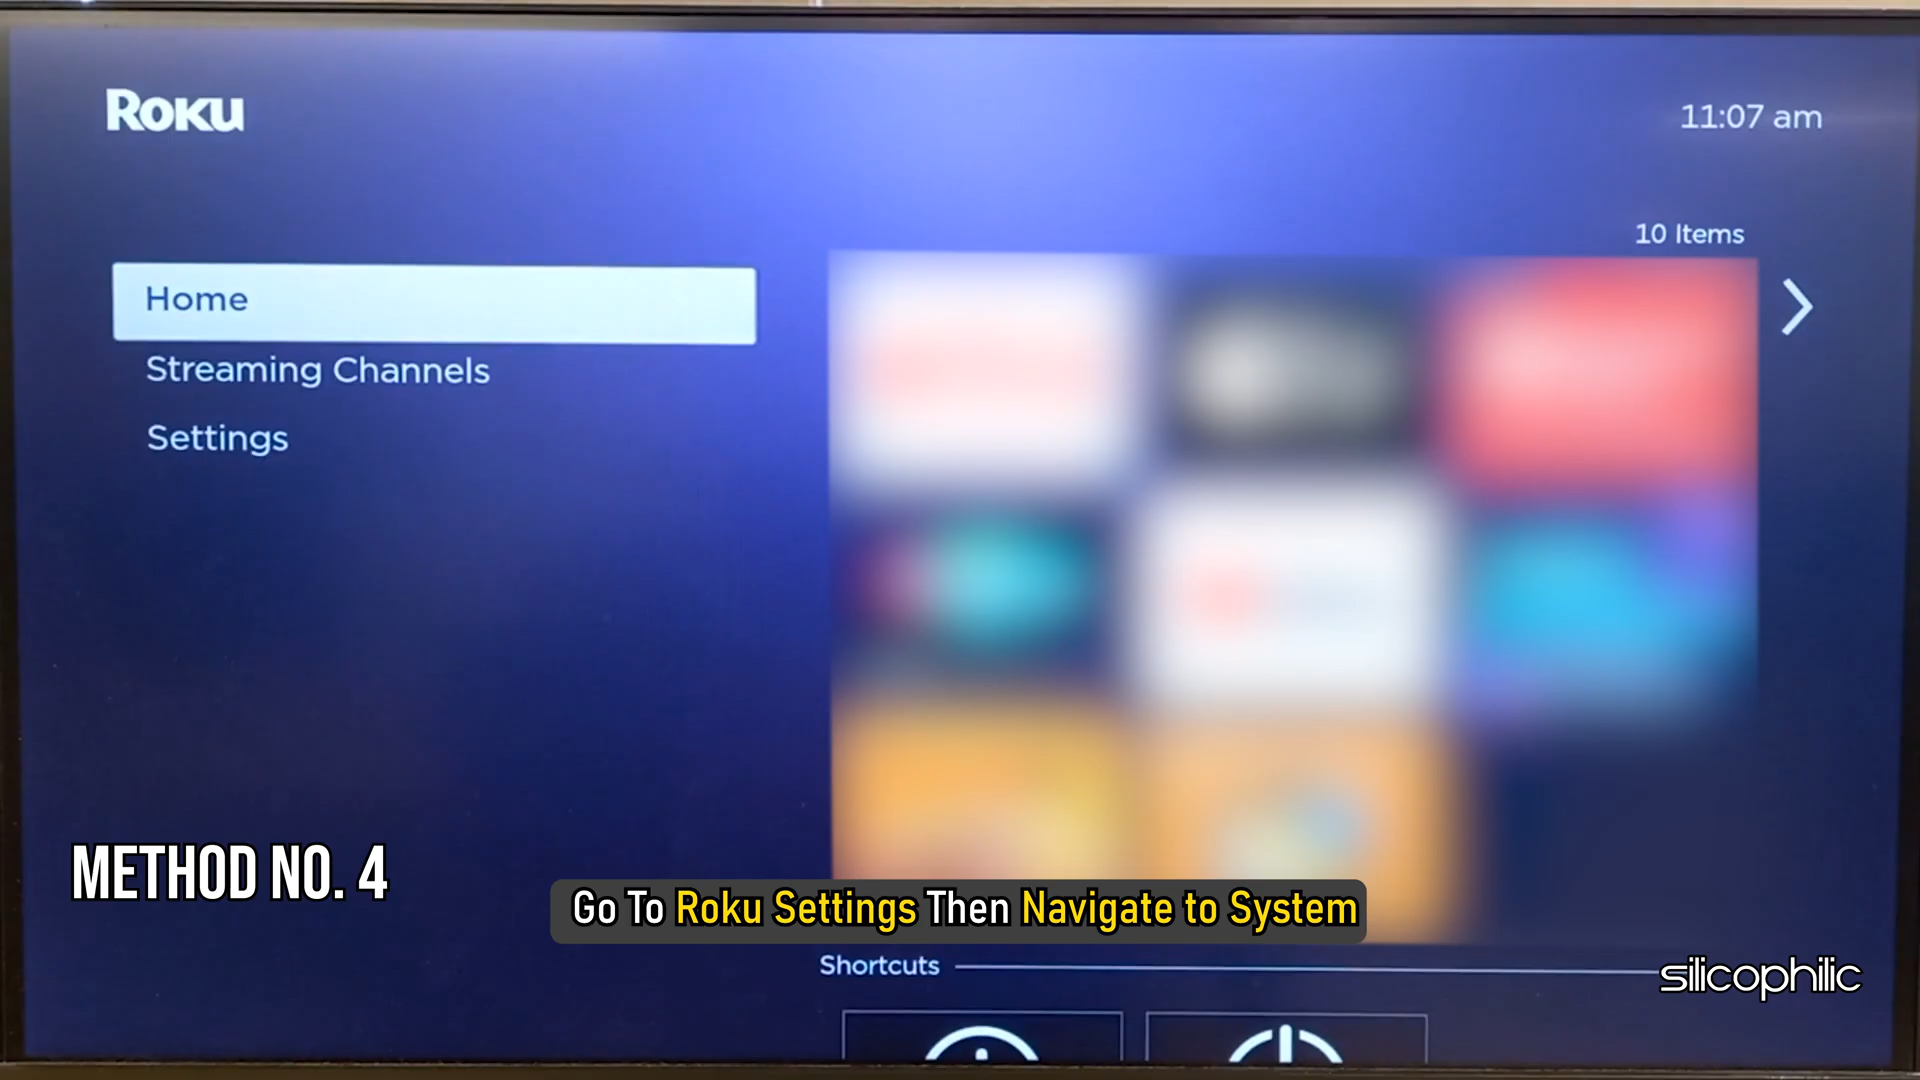 Roku
11:07 am
10 Items
Home
Streaming Channels
Settings
METHOD NO. 4
Go To Roku Settings Then Navigate to System
Shortcuts
silicophilic